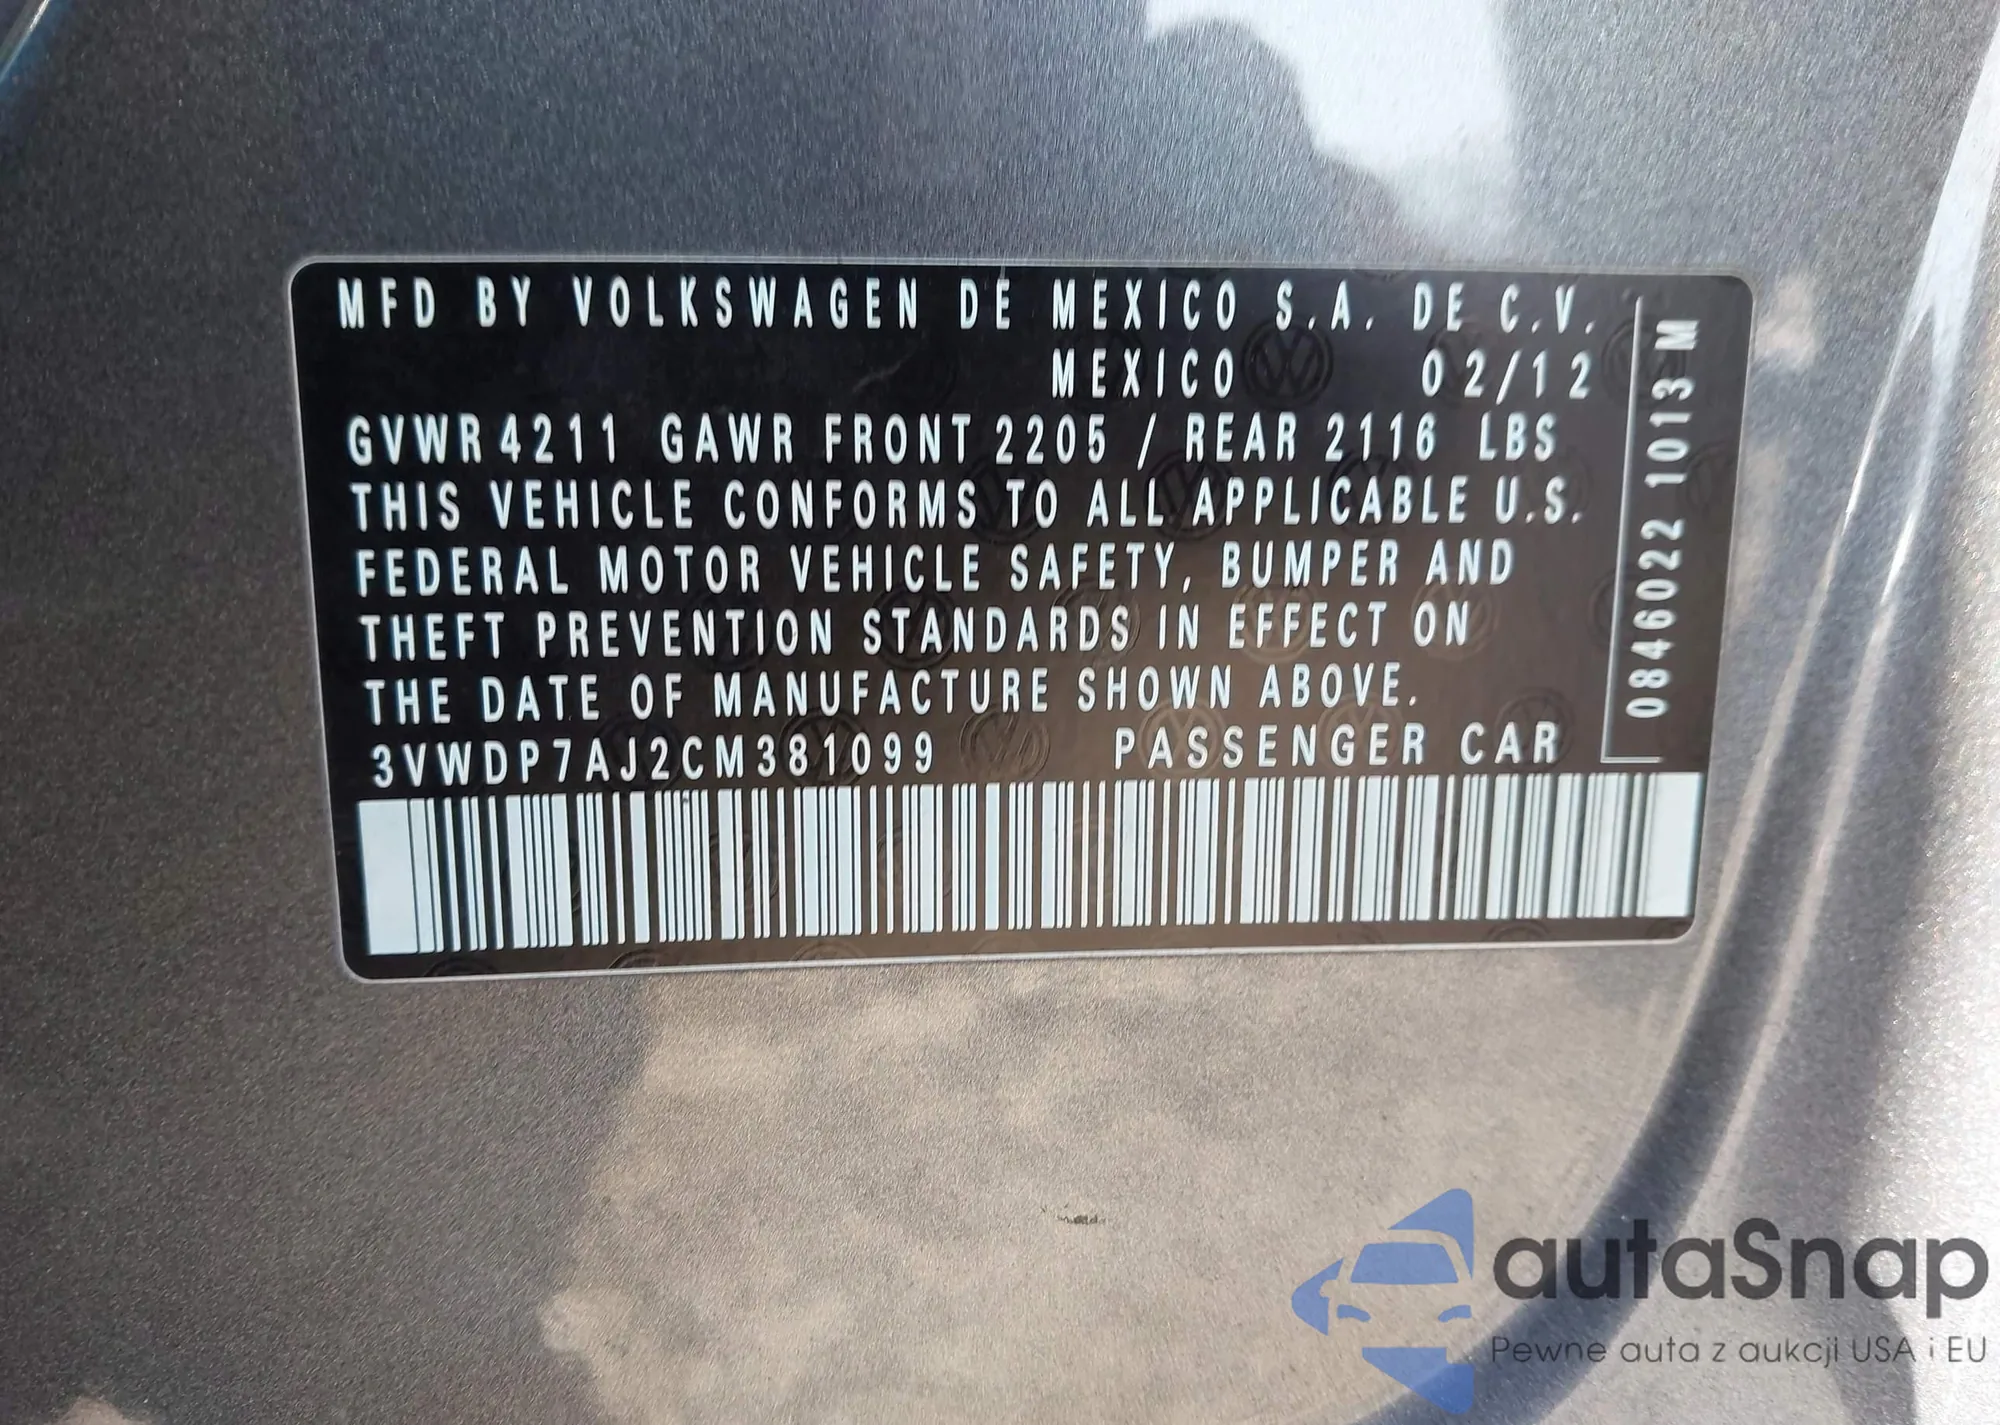 MFD BY VOLKSWAGEN DE MEXICO S.A. DE C.V.
MEXICO 02/12
GVWR 4211 GAWR FRONT 2205 / REAR 2116 LBS
THIS VEHICLE CONFORMS TO ALL APPLICABLE U.S.
FEDERAL MOTOR VEHICLE SAFETY, BUMPER AND
THEFT PREVENTION STANDARDS IN EFFECT ON
THE DATE OF MANUFACTURE SHOWN ABOVE.
3VWDP7AJ2CM381099 PASSENGER CAR
0846022 1013 M
autaSnap
Pewne auta z aukcji USA i EU